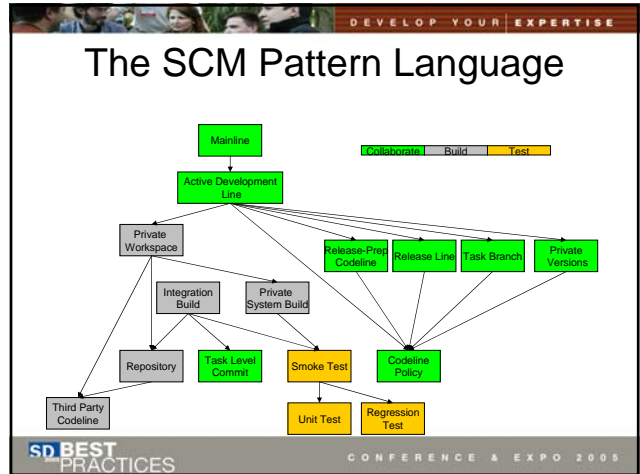 DEVELOP YOUR EXPERTISE
The SCM Pattern Language
Mainline
Collaborate Build Test
Active Development
Line
Private
Workspace
Release-Prep
Codeline
Release Line
Task Branch
Private
Versions
Integration
Build
Private
System Build
Repository
Task Level
Commit
Smoke Test
Codeline
Policy
Third Party
Codeline
Unit Test
Regression
Test
SD BEST
PRACTICES
CONFERENCE & EXPO 2005